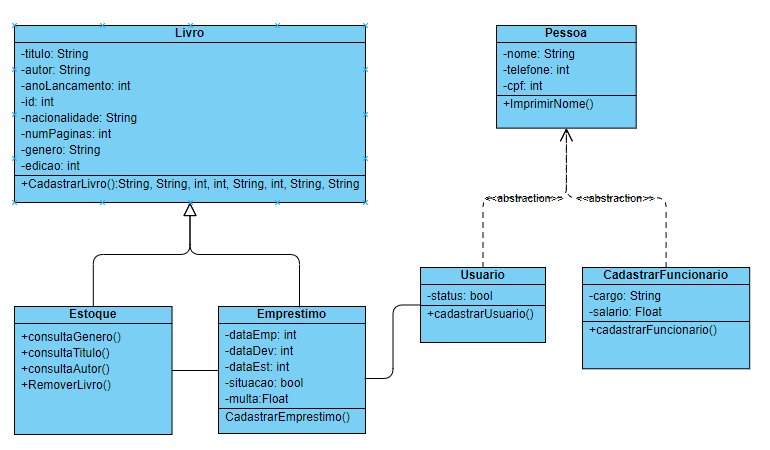 Livro
-titulo: String
-autor: String
-anoLancamento: int
-id: int
-nacionalidade: String
-numPaginas: int
-genero: String
-edicao: int
+CadastrarLivro():String, String, int, int, String, int, String, String
Pessoa
-nome: String
-telefone: int
-cpf: int
+ImprimirNome()
<<abstraction>>
<<abstraction>>
Estoque
+consultaGenero()
+consultaTitulo()
+consultaAutor()
+RemoverLivro()
Emprestimo
-dataEmp: int
-dataDev: int
-dataEst: int
-situacao: bool
-multa:Float
CadastrarEmprestimo()
Usuario
-status: bool
+cadastrarUsuario()
CadastrarFuncionario
-cargo: String
-salario: Float
+cadastrarFuncionario()